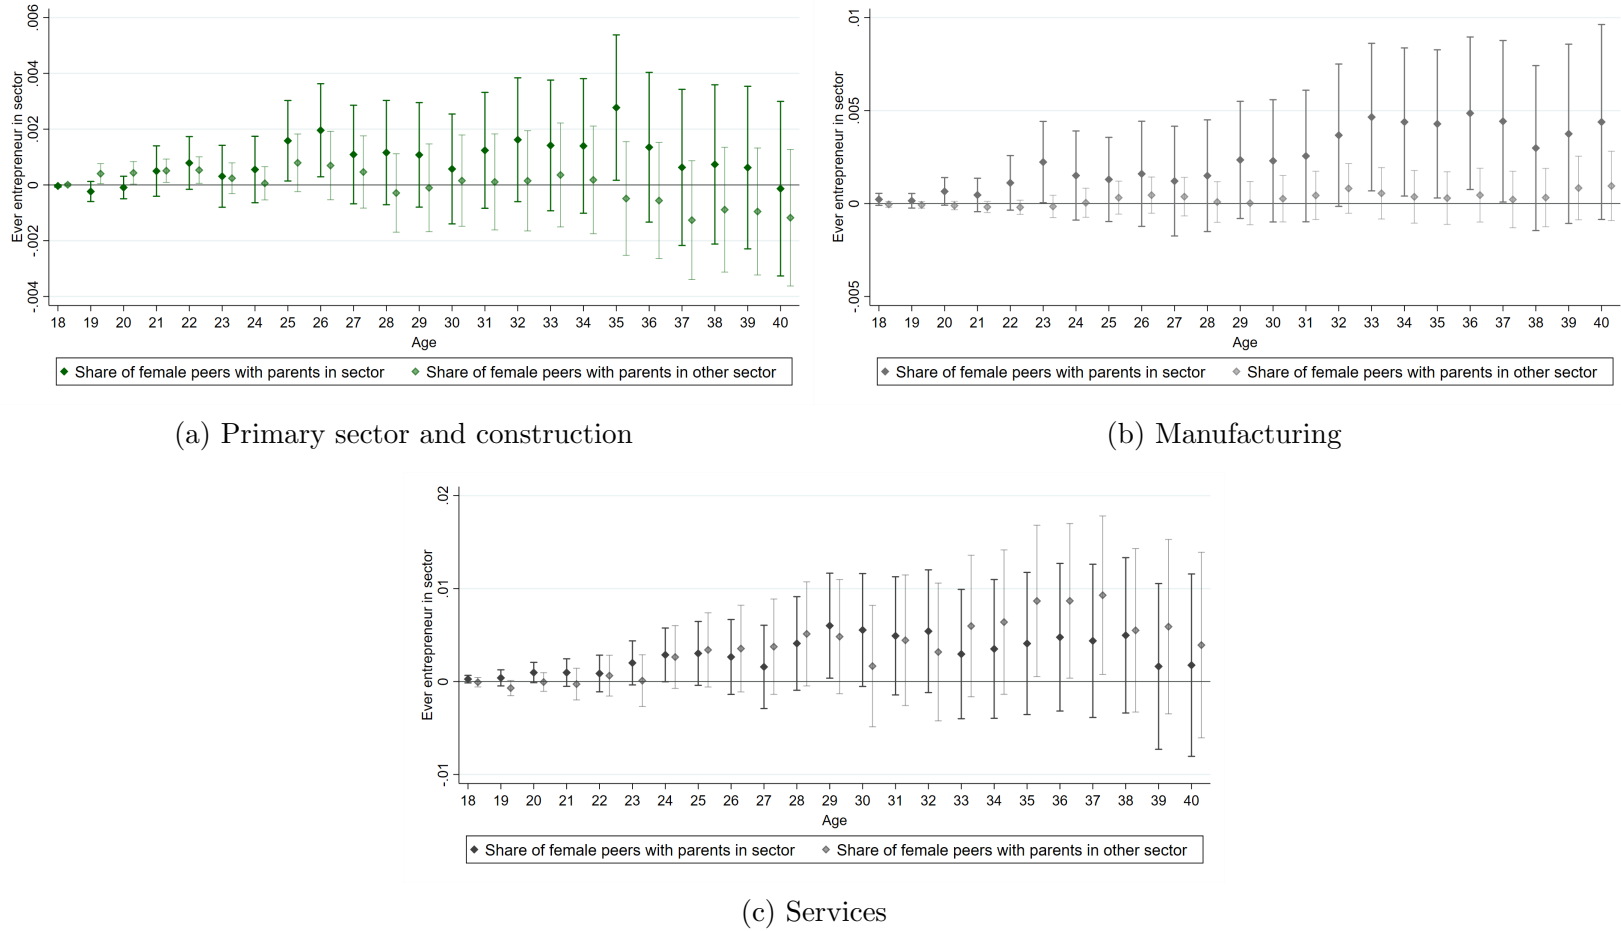 Ever entrepreneur in sector
.006
.004
.002
0
-.002
-.004
18 19 20 21 22 23 24 25 26 27 28 29 30 31 32 33 34 35 36 37 38 39 40
Age
Share of female peers with parents in sector Share of female peers with parents in other sector
(a) Primary sector and construction
Ever entrepreneur in sector
.01
.005
0
-.005
18 19 20 21 22 23 24 25 26 27 28 29 30 31 32 33 34 35 36 37 38 39 40
Age
Share of female peers with parents in sector Share of female peers with parents in other sector
(b) Manufacturing
Ever entrepreneur in sector
.02
.01
0
-.01
18 19 20 21 22 23 24 25 26 27 28 29 30 31 32 33 34 35 36 37 38 39 40
Age
Share of female peers with parents in sector Share of female peers with parents in other sector
(c) Services